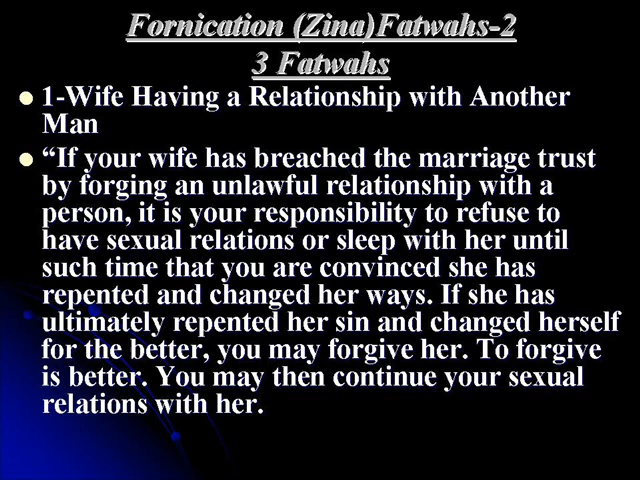 Fornication (Zina)Fatwahs-2
3 Fatwahs
1-Wife Having a Relationship with Another
Man
“If your wife has breached the marriage trust
by forging an unlawful relationship with a
person, it is your responsibility to refuse to
have sexual relations or sleep with her until
such time that you are convinced she has
repented and changed her ways. If she has
ultimately repented her sin and changed herself
for the better, you may forgive her. To forgive
is better. You may then continue your sexual
relations with her.